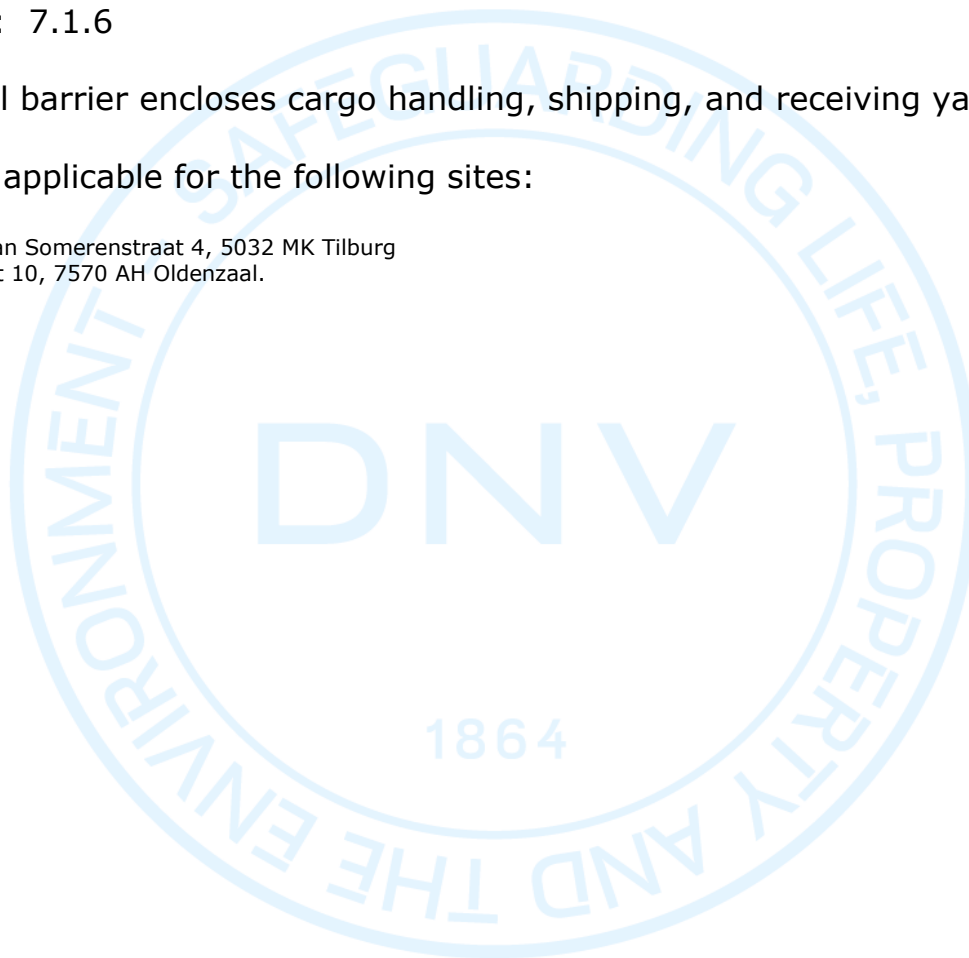 : 7.1.6
l barrier encloses cargo handling, shipping, and receiving ya
applicable for the following sites:
an Somerenstraat 4, 5032 MK Tilburg
t 10, 7570 AH Oldenzaal.
SAFEGUARDING LIFE, PROPERTY AND THE ENVIRONMENT
DNV
1864